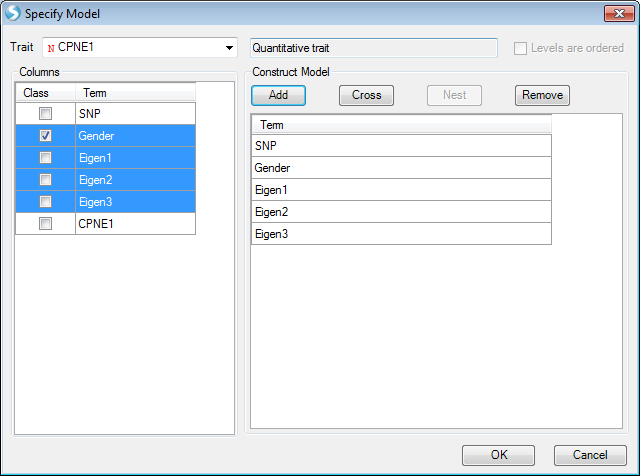 Specify Model
Trait N CPNE1 Quantitative trait Levels are ordered
Columns
Class Term
SNP
Gender
Eigen1
Eigen2
Eigen3
CPNE1
Construct Model
Add Cross Nest Remove
Term
SNP
Gender
Eigen1
Eigen2
Eigen3
OK Cancel